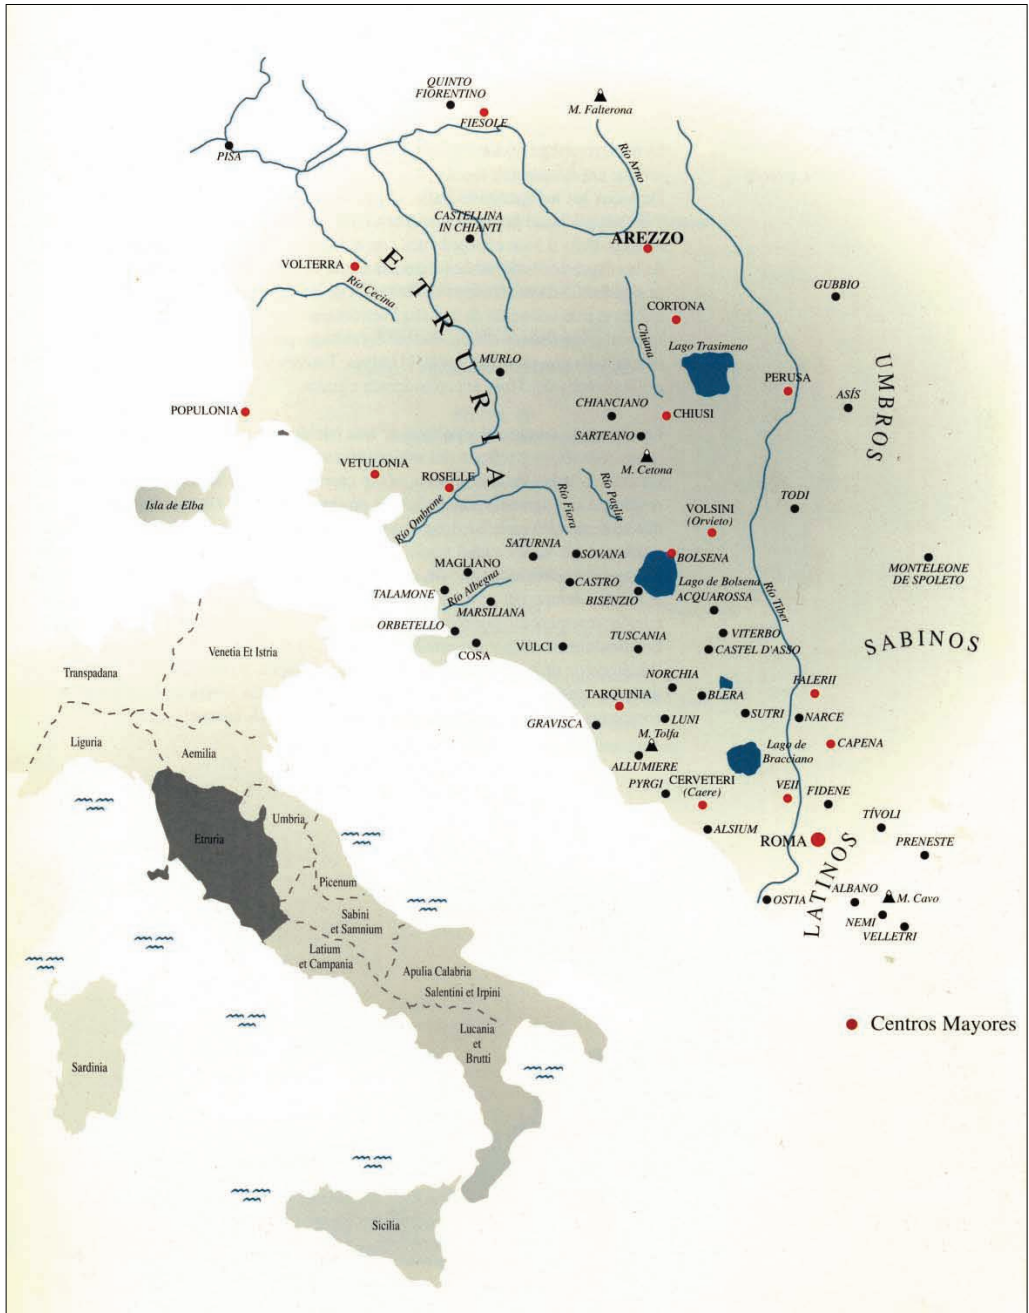 QUINTO
FIORENTINO
FIESOLE
M. Falterona
PISA
Río Arno
CASTELLINA
IN CHIANTI
AREZZO
VOLTERRA
ETRURIA
Río Cecina
GUBBIO
CORTONA
Chiana
Lago Trasimeno
MURLO
PERUSA
UMBROS
ASÍS
POPULONIA
CHIANCIANO
CHIUSI
SARTEANO
M. Cetona
VETULONIA
ROSELLE
Isla de Elba
Río Ombrone
Río Fiora
Río Paglia
TODI
VOLSINI
(Orvieto)
SATURNIA
SOVANA
BOLSENA
MONTELEONE
DE SPOLETO
MAGLIANO
Río Albegna
CASTRO
Lago de Bolsena
Río Tiber
TALAMONE
MARSILIANA
BISENZIO
ACQUAROSSA
ORBETELLO
COSA
VULCI
TUSCANIA
VITERBO
CASTEL D'ASSO
SABINOS
Venetia Et Istria
Transpadana
NORCHIA
BLERA
FALERII
TARQUINIA
GRAVISCA
LUNI
SUTRI
NARCE
M. Tolfa
Liguria
Aemilia
ALLUMIERE
Lago de
Bracciano
CAPENA
PYRGI
CERVETERI
(Caere)
VEII
FIDENE
TÍVOLI
ALSIUM
ROMA
PRENESTE
Etruria
Umbria
LATINOS
Picenum
OSTIA
ALBANO
M. Cavo
NEMI
VELLETRI
Sabini
et Samnium
Latium
et Campania
Apulia Calabria
Salentini et Irpini
Lucania
et
Brutti
Centros Mayores
Sardinia
Sicilia